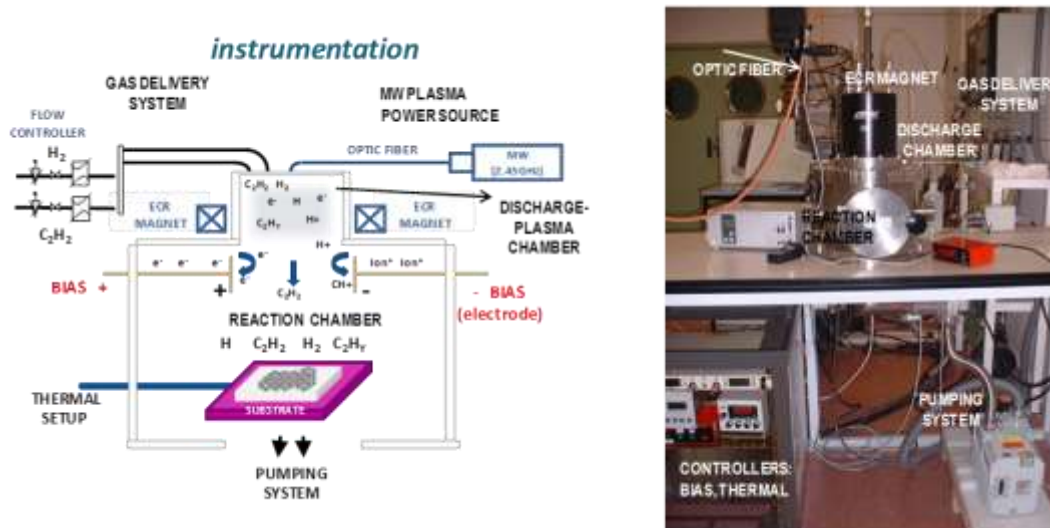 instrumentation
GAS DELIVERY
SYSTEM
MW PLASMA
POWER SOURCE
FLOW
CONTROLLER
H2
C2H2
OPTIC FIBER
MW
(2.45GHz)
C2H2 H2
e- H e-
C2HY H+
H+
ECR
MAGNET
ECR
MAGNET
DISCHARGE-
PLASMA
CHAMBER
e- e- e-
e-
e-
Ion+ Ion+
BIAS +
+
C2H2
CH+
-
- BIAS
(electrode)
REACTION CHAMBER
H C2H2 H2 C2HY
THERMAL
SETUP
SUBSTRATE
PUMPING
SYSTEM
OPTIC FIBER
ECR MAGNET
GAS DELIVERY
SYSTEM
DISCHARGE
CHAMBER
REACTION
CHAMBER
PUMPING
SYSTEM
CONTROLLERS:
BIAS, THERMAL